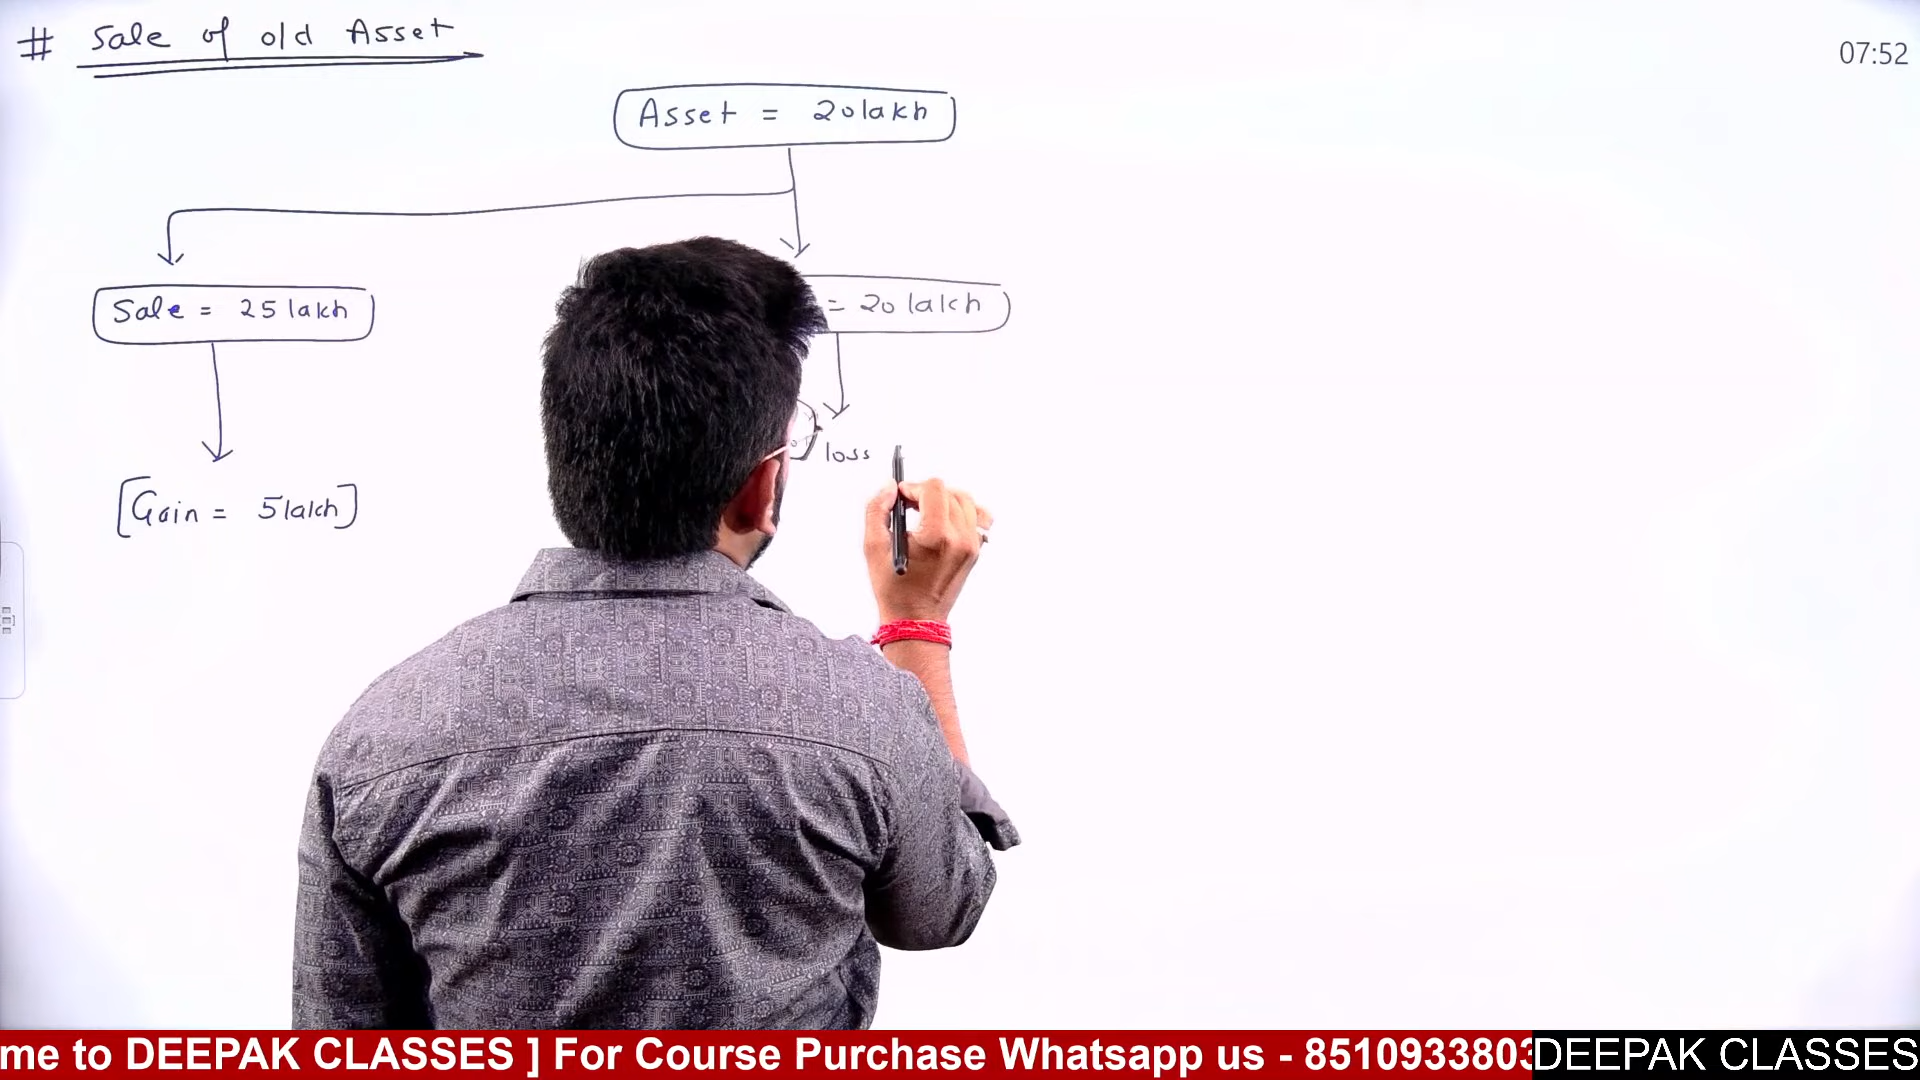 # Sale of old Asset
07:52
Asset = 20 lakh
Sale = 25 lakh
= 20 lakh
loss
[Gain = 5 lakh]
me to DEEPAK CLASSES ] For Course Purchase Whatsapp us - 8510933803
DEEPAK CLASSES